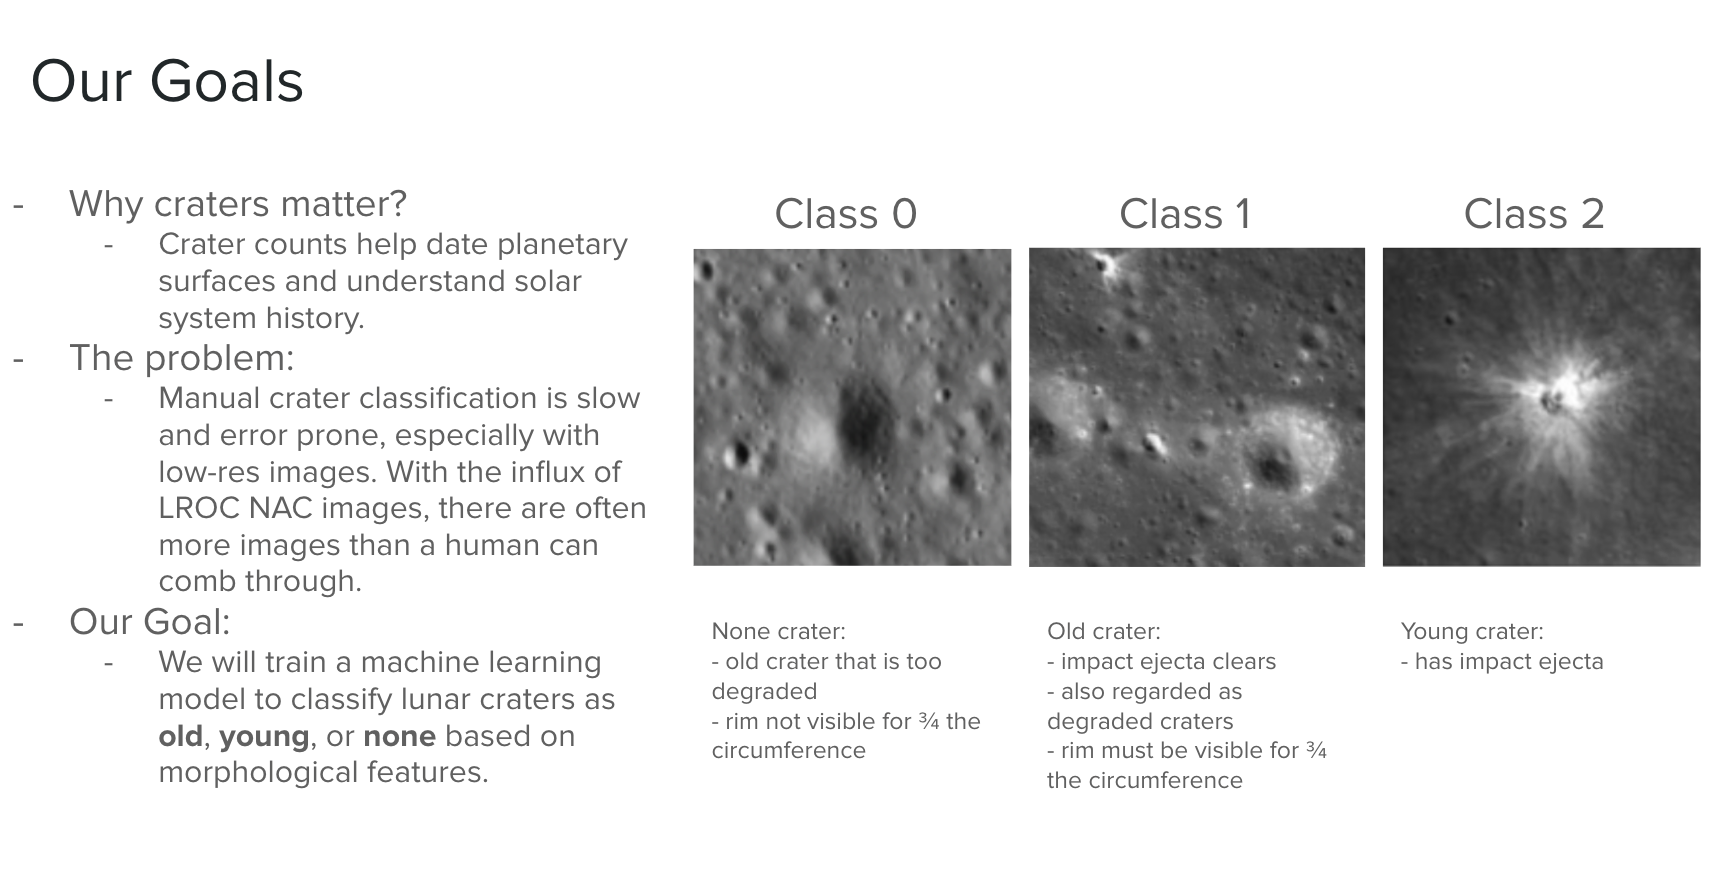 Our Goals
- Why craters matter?
- Crater counts help date planetary
surfaces and understand solar
system history.
- The problem:
- Manual crater classification is slow
and error prone, especially with
low-res images. With the influx of
LROC NAC images, there are often
more images than a human can
comb through.
- Our Goal:
- We will train a machine learning
model to classify lunar craters as
old, young, or none based on
morphological features.
Class 0
None crater:
- old crater that is too
degraded
- rim not visible for ¾ the
circumference
Class 1
Old crater:
- impact ejecta clears
- also regarded as
degraded craters
- rim must be visible for ¾
the circumference
Class 2
Young crater:
- has impact ejecta